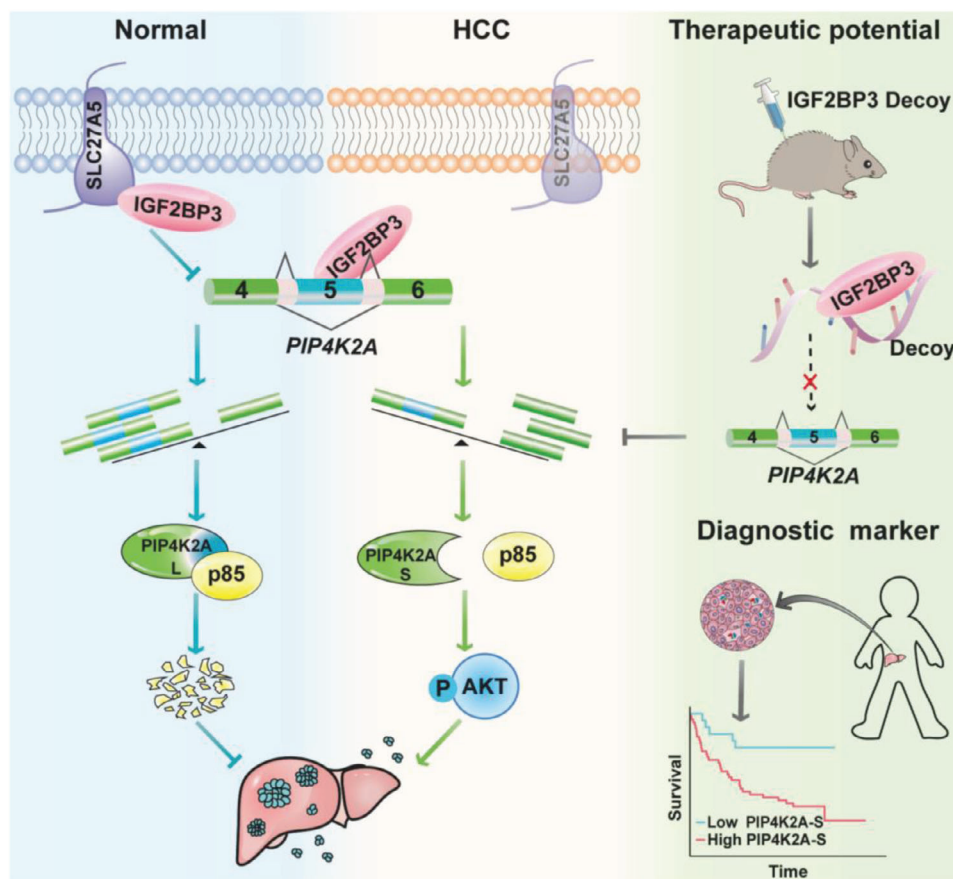 Normal
HCC
Therapeutic potential
SLC27A5
IGF2BP3
IGF2BP3
4 5 6
PIP4K2A
PIP4K2A
L
p85
SLC27A5
PIP4K2A
S
p85
P AKT
IGF2BP3 Decoy
IGF2BP3
Decoy
4 5 6
PIP4K2A
Diagnostic marker
Survival
Low PIP4K2A-S
High PIP4K2A-S
Time